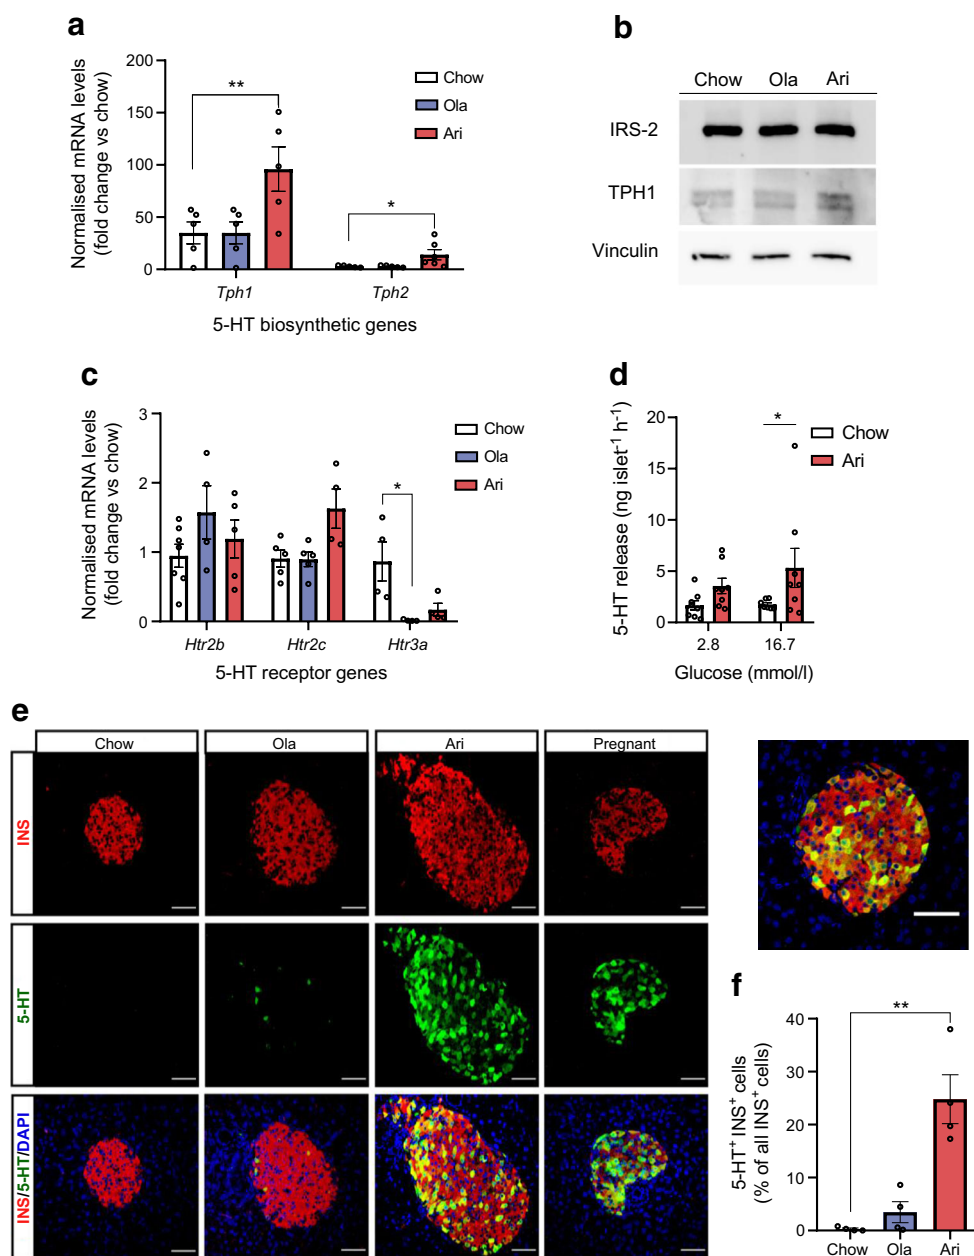 a
Normalised mRNA levels
(fold change vs chow)
200
150
100
50
0
**
*
Chow
Ola
Ari
Tph1
Tph2
5-HT biosynthetic genes
b
Chow Ola Ari
IRS-2
TPH1
Vinculin
c
Normalised mRNA levels
(fold change vs chow)
3
2
1
0
*
Chow
Ola
Ari
Htr2b
Htr2c
Htr3a
5-HT receptor genes
d
5-HT release (ng islet⁻¹ h⁻¹)
20
15
10
5
0
*
Chow
Ari
2.8
16.7
Glucose (mmol/l)
e
Chow
Ola
Ari
Pregnant
INS
5-HT
INS/5-HT/DAPI
f
5-HT⁺ INS⁺ cells
(% of all INS⁺ cells)
40
30
20
10
0
**
Chow
Ola
Ari